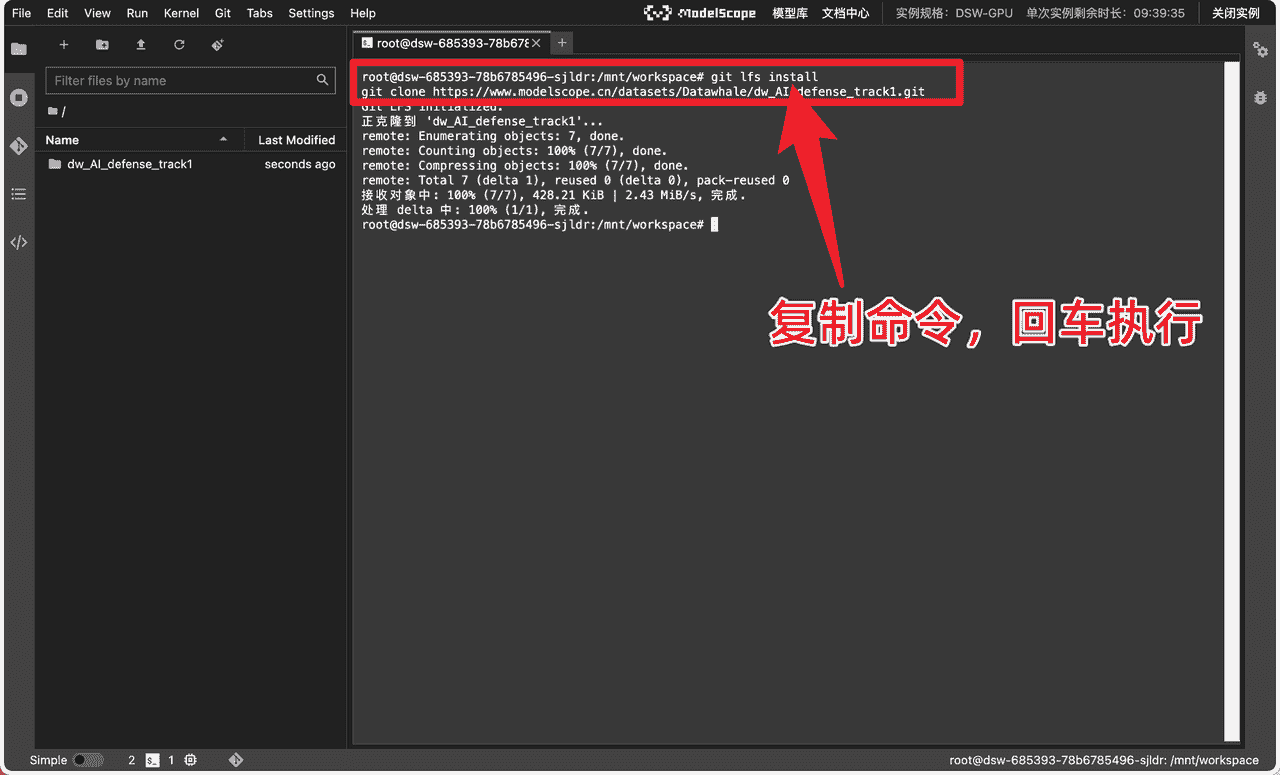 File Edit View Run Kernel Git Tabs Settings Help
ModelScope 模型库 文档中心 实例规格：DSW-GPU 单次实例剩余时长：09:39:35 关闭实例
Filter files by name
/
Name Last Modified
dw_AI_defense_track1 seconds ago
root@dsw-685393-78b678
root@dsw-685393-78b6785496-sjldr:/mnt/workspace# git lfs install
git clone https://www.modelscope.cn/datasets/Datawhale/dw_AI_defense_track1.git
Git LFS initialized.
正克隆到 'dw_AI_defense_track1'...
remote: Enumerating objects: 7, done.
remote: Counting objects: 100% (7/7), done.
remote: Compressing objects: 100% (7/7), done.
remote: Total 7 (delta 1), reused 0 (delta 0), pack-reused 0
接收对象中: 100% (7/7), 428.21 KiB | 2.43 MiB/s, 完成.
处理 delta 中: 100% (1/1), 完成.
root@dsw-685393-78b6785496-sjldr:/mnt/workspace#
复制命令，回车执行
Simple 2 1
root@dsw-685393-78b6785496-sjldr: /mnt/workspace